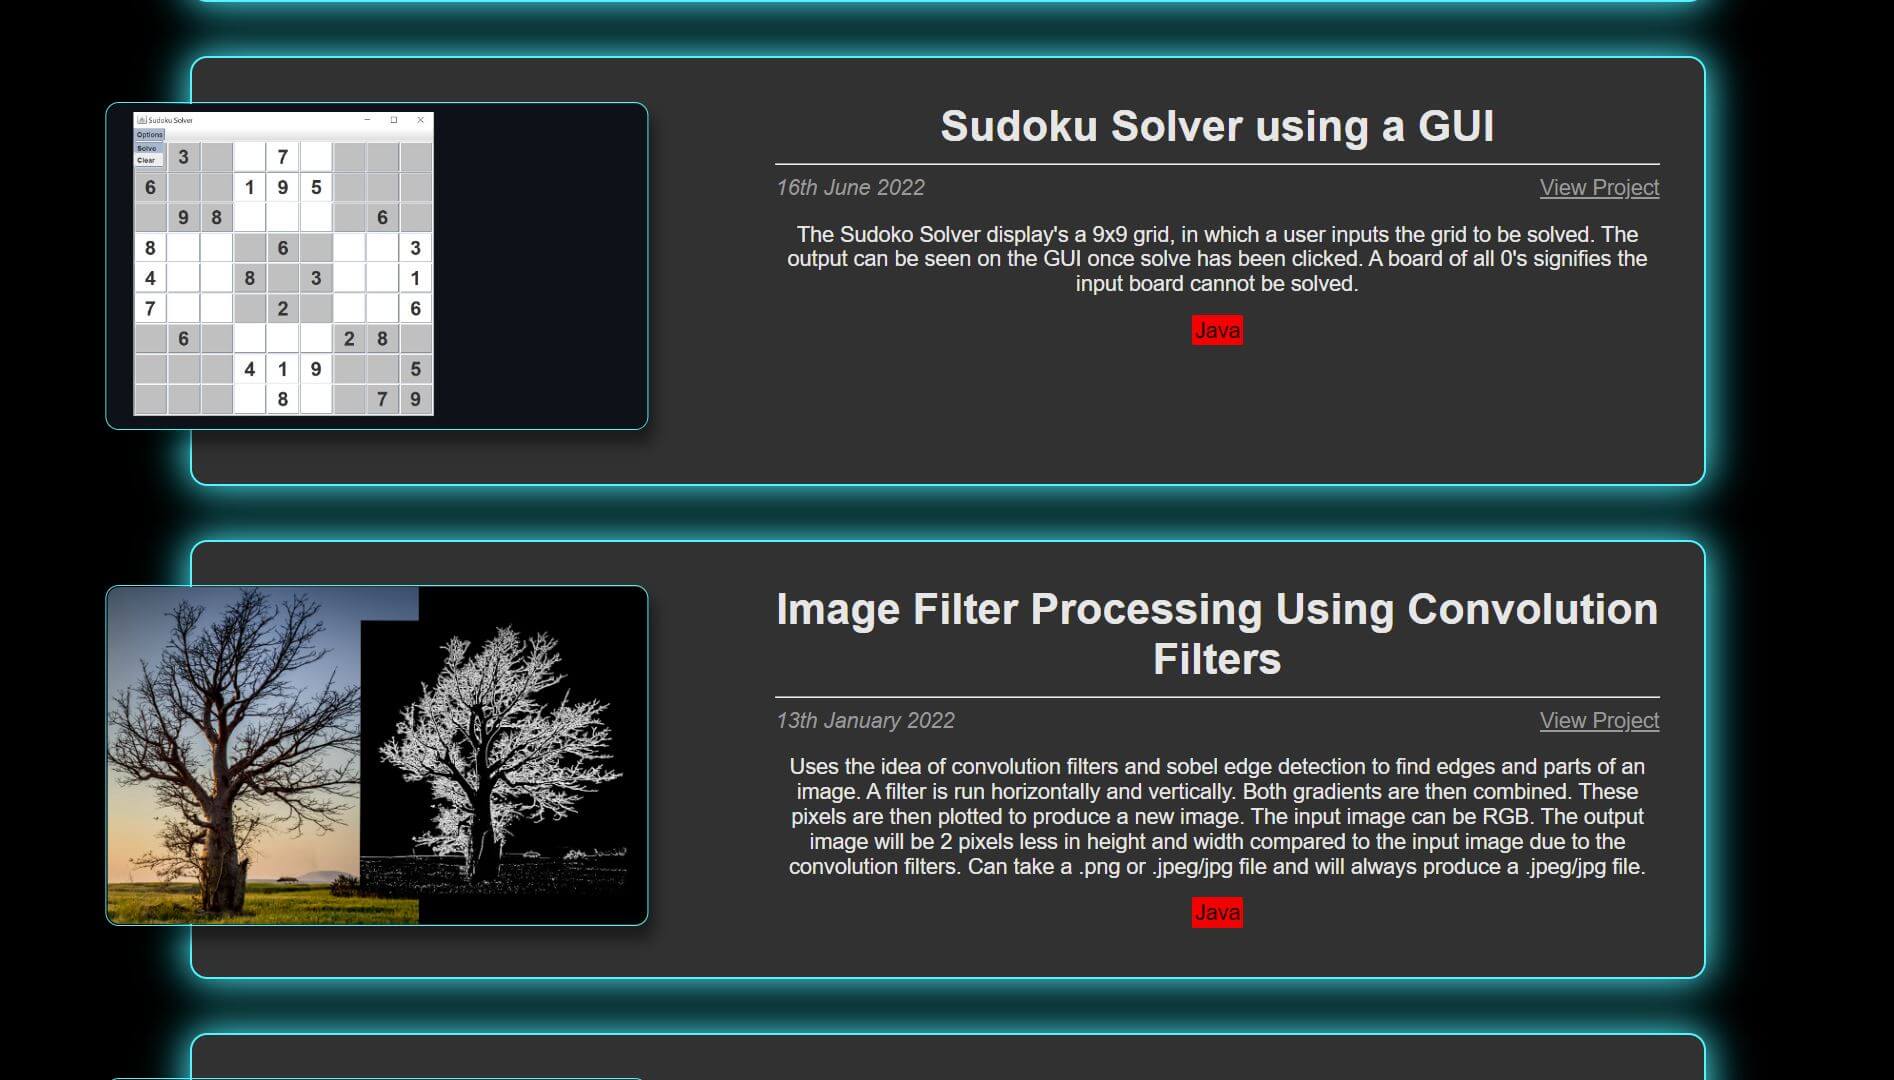 Sudoku Solver
Options
Solve
Clear
3 7
6 1 9 5
9 8 6
8 6 3
4 8 3 1
7 2 6
6 2 8
4 1 9 5
8 7 9
Sudoku Solver using a GUI
16th June 2022 View Project
The Sudoko Solver display's a 9x9 grid, in which a user inputs the grid to be solved. The
output can be seen on the GUI once solve has been clicked. A board of all 0's signifies the
input board cannot be solved.
Java
Image Filter Processing Using Convolution
Filters
13th January 2022 View Project
Uses the idea of convolution filters and sobel edge detection to find edges and parts of an
image. A filter is run horizontally and vertically. Both gradients are then combined. These
pixels are then plotted to produce a new image. The input image can be RGB. The output
image will be 2 pixels less in height and width compared to the input image due to the
convolution filters. Can take a .png or .jpeg/jpg file and will always produce a .jpeg/jpg file.
Java